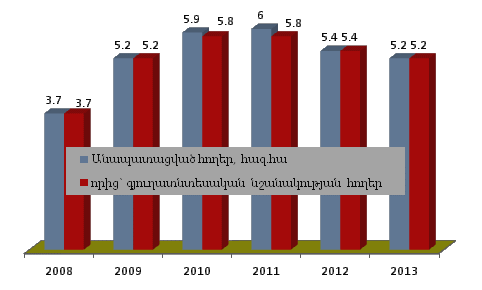 3.7 3.7 5.2 5.2 5.9 5.8 6 5.8 5.4 5.4 5.2 5.2
Անապատացված հողեր, հազ.հա
որից՝ գյուղատնտեսական նշանակության հողեր
2008 2009 2010 2011 2012 2013